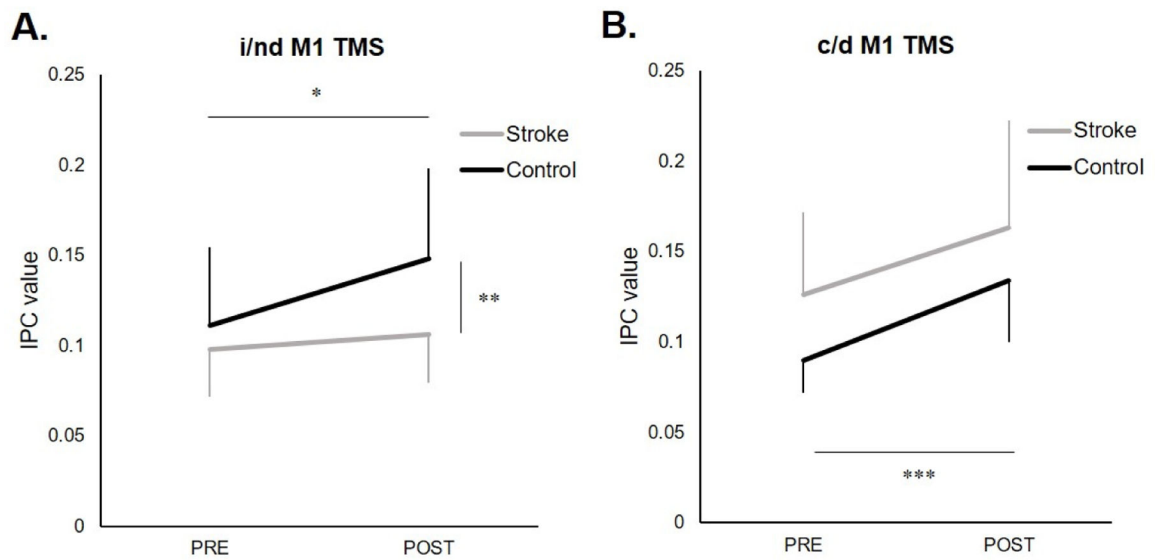 A.
i/nd M1 TMS
0.25
0.2
0.15
0.1
0.05
0
IPC value
*
**
Stroke
Control
PRE
POST
B.
c/d M1 TMS
0.25
0.2
0.15
0.1
0.05
0
IPC value
Stroke
Control
***
PRE
POST